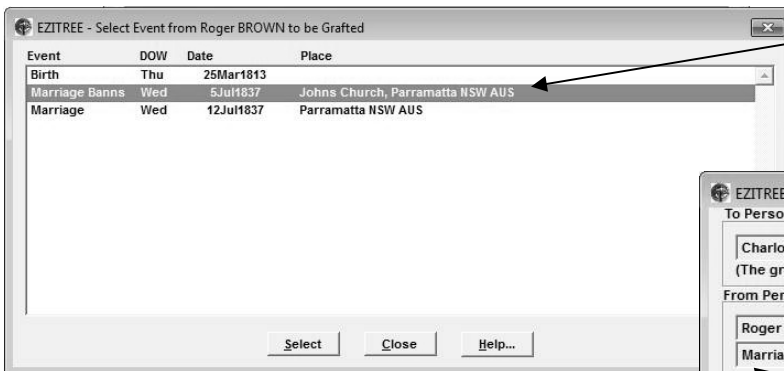 EZITREE - Select Event from Roger BROWN to be Grafted
Event DOW Date Place
Birth Thu 25Mar1813
Marriage Banns Wed 5Jul1837 Johns Church, Parramatta NSW AUS
Marriage Wed 12Jul1837 Parramatta NSW AUS
Select Close Help...
EZITREE
To Perso
Charlo
(The gr
From Per
Roger
Marria